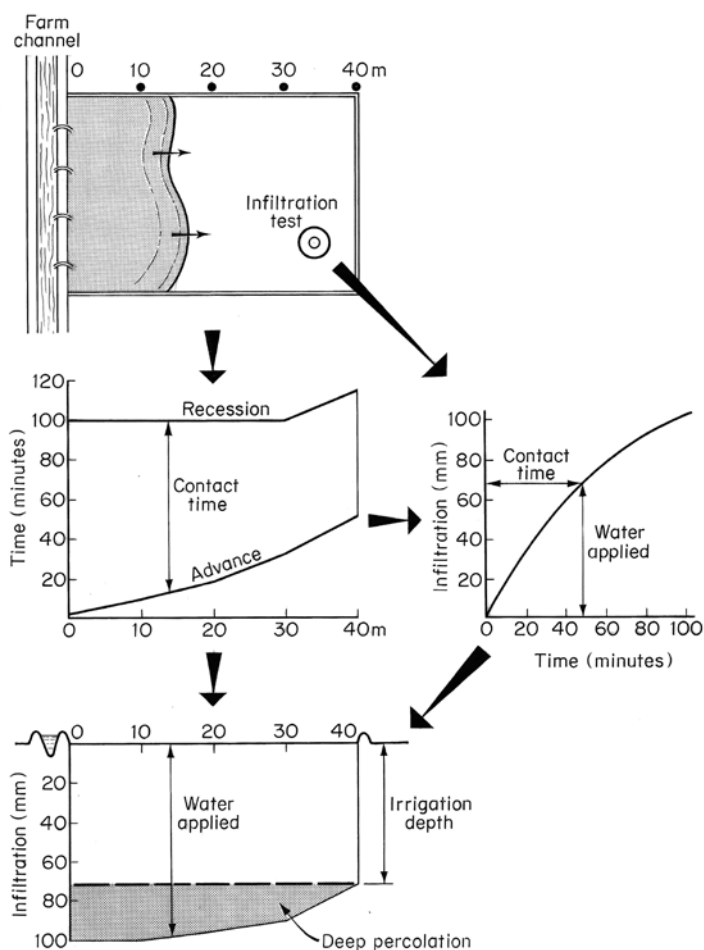 Farm
channel
0 10 20 30 40 m
Infiltration
test
120
100
80
60
40
20
0 10 20 30 40 m
Time (minutes)
Recession
Contact
time
Advance
100
80
60
40
20
0 20 40 60 80 100
Infiltration (mm)
Contact
time
Water
applied
Time (minutes)
0 10 20 30 40
20
40
60
80
100
Infiltration (mm)
Water
applied
Irrigation
depth
Deep percolation